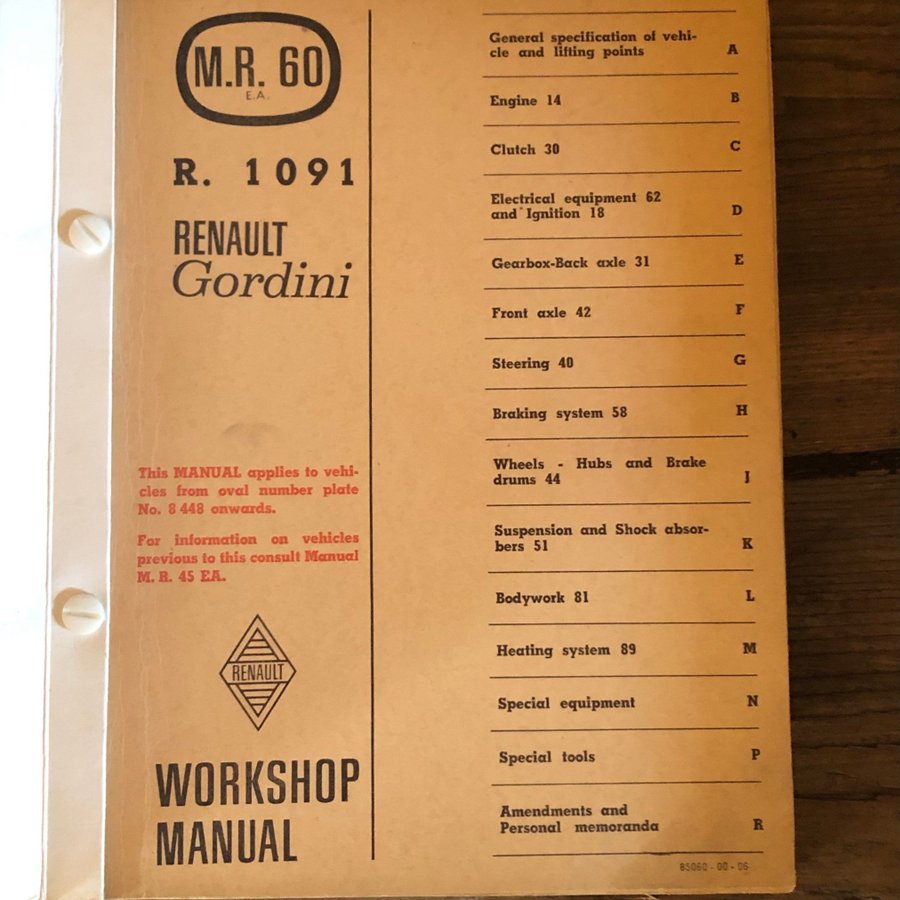 M.R. 60
E.A.
R. 1091
RENAULT
Gordini
This MANUAL applies to vehi-
cles from oval number plate
No. 8 448 onwards.
For information on vehicles
previous to this consult Manual
M. R. 45 EA.
RENAULT
WORKSHOP
MANUAL
General specification of vehi-
cle and lifting points A
Engine 14 B
Clutch 30 C
Electrical equipment 62
and Ignition 18 D
Gearbox-Back axle 31 E
Front axle 42 F
Steering 40 G
Braking system 58 H
Wheels - Hubs and Brake
drums 44 J
Suspension and Shock absor-
bers 51 K
Bodywork 81 L
Heating system 89 M
Special equipment N
Special tools P
Amendments and
Personal memoranda R
85060 - 00 - 06